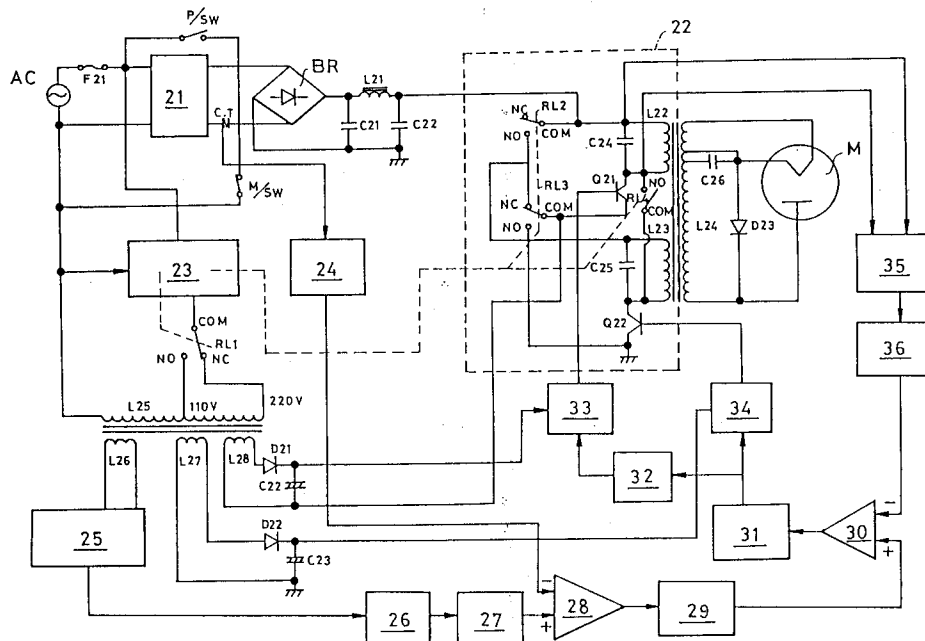 P/SW
22
AC
F21
21
BR
L21
C.T
C21
C22
NC
RL2
COM
NO
C24
L22
Q21
NO
RL4
RL3
NC
COM
NO
COM
L23
C25
Q22
C26
L24
D23
M
M/SW
23
24
35
36
COM
RL1
NO
NC
L25
110V
220V
L26
L27
L28
D21
C22
33
34
32
25
D22
C23
31
30
−
+
26
27
−
+
28
29